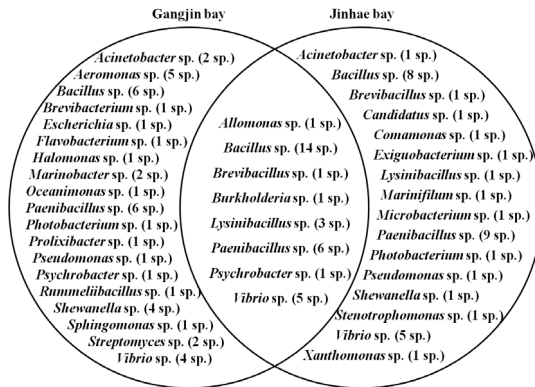 Gangjin bay
Jinhae bay
Acinetobacter sp. (2 sp.)
Aeromonas sp. (5 sp.)
Bacillus sp. (6 sp.)
Brevibacterium sp. (1 sp.)
Escherichia sp. (1 sp.)
Flavobacterium sp. (1 sp.)
Halomonas sp. (1 sp.)
Marinobacter sp. (2 sp.)
Oceanimonas sp. (1 sp.)
Paenibacillus sp. (6 sp.)
Photobacterium sp. (1 sp.)
Prolixibacter sp. (1 sp.)
Pseudomonas sp. (1 sp.)
Psychrobacter sp. (1 sp.)
Rummeliibacillus sp. (1 sp.)
Shewanella sp. (4 sp.)
Sphingomonas sp. (1 sp.)
Streptomyces sp. (2 sp.)
Vibrio sp. (4 sp.)
Allomonas sp. (1 sp.)
Bacillus sp. (14 sp.)
Brevibacillus sp. (1 sp.)
Burkholderia sp. (1 sp.)
Lysinibacillus sp. (3 sp.)
Paenibacillus sp. (6 sp.)
Psychrobacter sp. (1 sp.)
Vibrio sp. (5 sp.)
Acinetobacter sp. (1 sp.)
Bacillus sp. (8 sp.)
Brevibacillus sp. (1 sp.)
Candidatus sp. (1 sp.)
Comamonas sp. (1 sp.)
Exignobacterium sp. (1 sp.)
Lysinibacillus sp. (1 sp.)
Marinifilum sp. (1 sp.)
Microbacterium sp. (1 sp.)
Paenibacillus sp. (9 sp.)
Photobacterium sp. (1 sp.)
Pseudomonas sp. (1 sp.)
Shewanella sp. (1 sp.)
Stenotrophomonas sp. (1 sp.)
Vibrio sp. (5 sp.)
Xanthomonas sp. (1 sp.)